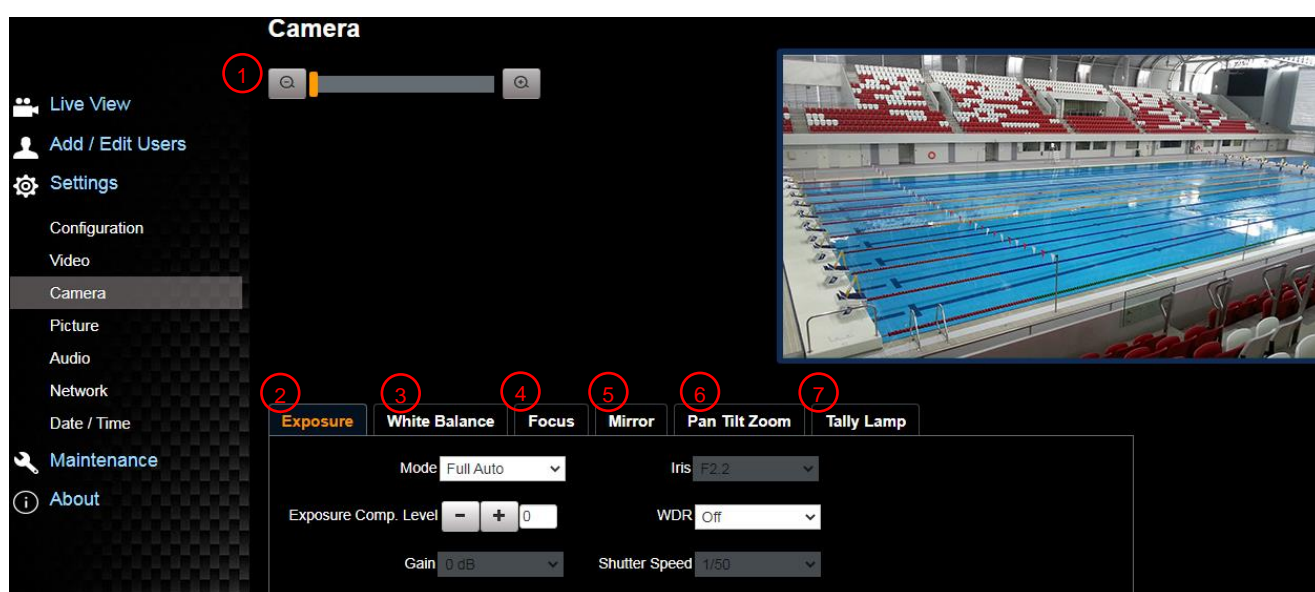 Camera
1
Live View
Add / Edit Users
Settings
Configuration
Video
Camera
Picture
Audio
Network
Date / Time
Maintenance
About
2 3 4 5 6 7
Exposure White Balance Focus Mirror Pan Tilt Zoom Tally Lamp
Mode Full Auto Iris F2.2
Exposure Comp. Level - + 0 WDR Off
Gain 0 dB Shutter Speed 1/50